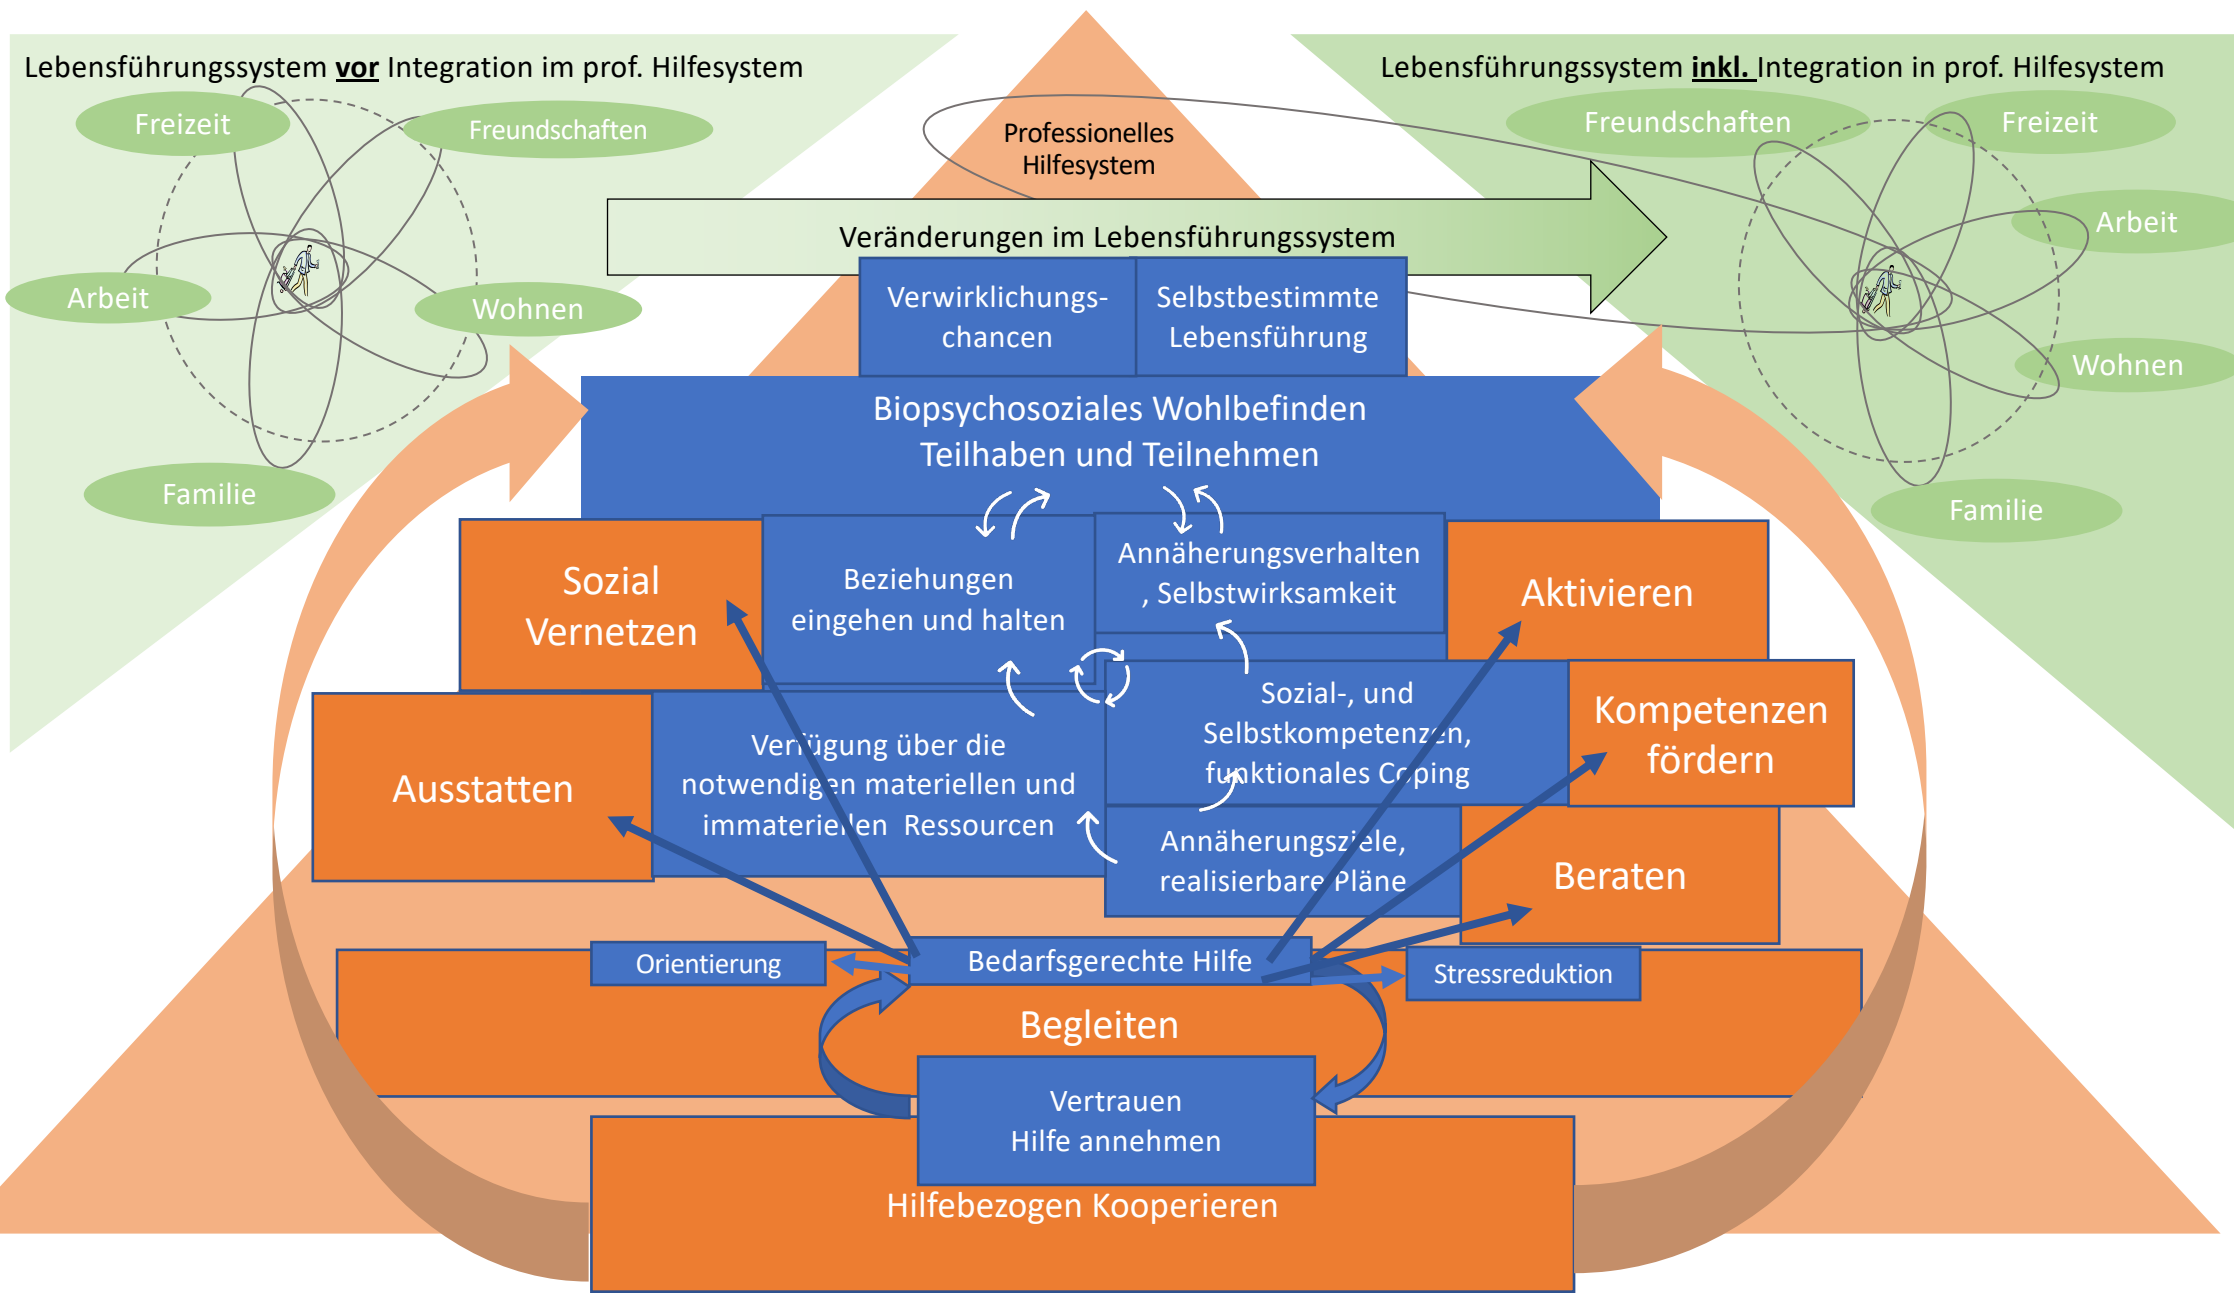 Lebensführungssystem vor Integration im prof. Hilfesystem
Lebensführungssystem inkl. Integration in prof. Hilfesystem
Freizeit
Freundschaften
Arbeit
Wohnen
Familie
Professionelles
Hilfesystem
Freundschaften
Freizeit
Arbeit
Wohnen
Familie
Veränderungen im Lebensführungssystem
Verwirklichungs-
chancen
Selbstbestimmte
Lebensführung
Biopsychosoziales Wohlbefinden
Teilhaben und Teilnehmen
Sozial
Vernetzen
Beziehungen
eingehen und halten
Annäherungsverhalten
, Selbstwirksamkeit
Aktivieren
Ausstatten
Verfügung über die
notwendigen materiellen und
immateriellen Ressourcen
Sozial-, und
Selbstkompetenzen,
funktionales Coping
Kompetenzen
fördern
Annäherungsziele,
realisierbare Pläne
Beraten
Orientierung
Bedarfsgerechte Hilfe
Stressreduktion
Begleiten
Vertrauen
Hilfe annehmen
Hilfebezogen Kooperieren